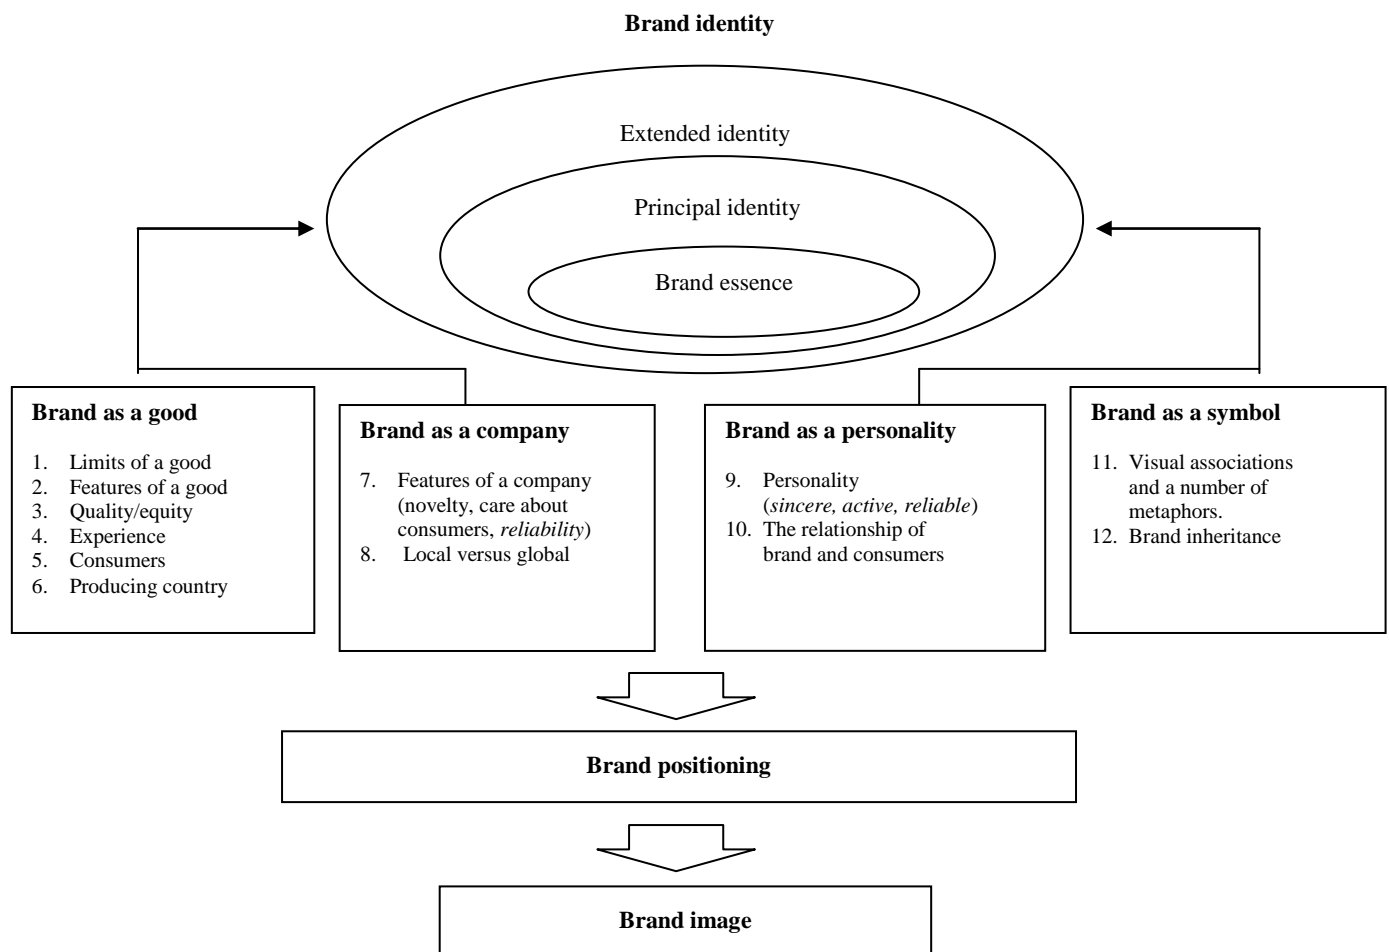 Brand identity
Extended identity
Principal identity
Brand essence
Brand as a good
1. Limits of a good
2. Features of a good
3. Quality/equity
4. Experience
5. Consumers
6. Producing country
Brand as a company
7. Features of a company
(novelty, care about
consumers, reliability)
8. Local versus global
Brand as a personality
9. Personality
(sincere, active, reliable)
10. The relationship of
brand and consumers
Brand as a symbol
11. Visual associations
and a number of
metaphors.
12. Brand inheritance
Brand positioning
Brand image